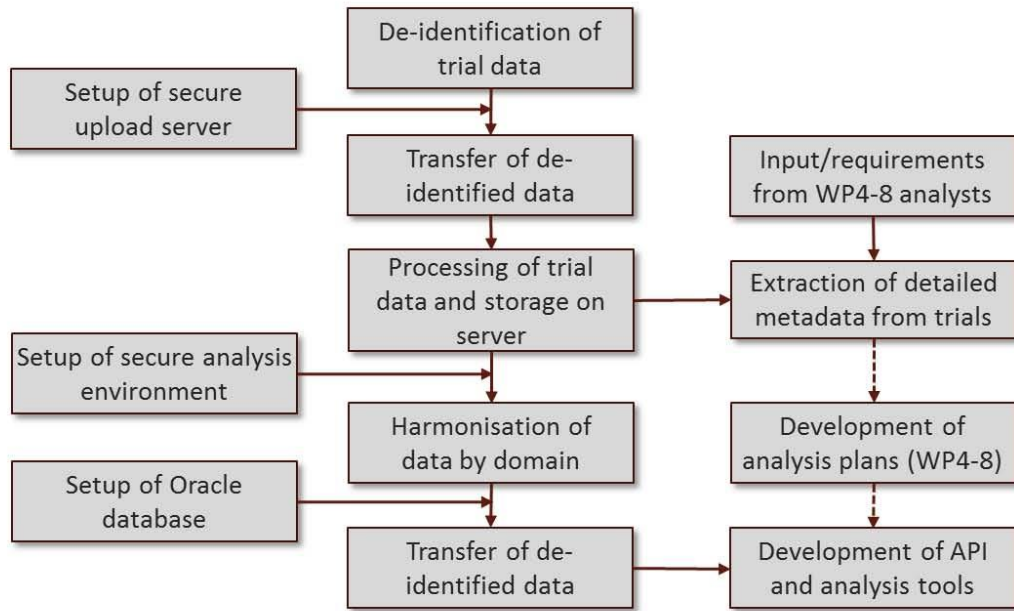 De-identification of
trial data
Setup of secure
upload server
Transfer of de-
identified data
Input/requirements
from WP4-8 analysts
Processing of trial
data and storage on
server
Extraction of detailed
metadata from trials
Setup of secure analysis
environment
Harmonisation of
data by domain
Development of
analysis plans (WP4-8)
Setup of Oracle
database
Transfer of de-
identified data
Development of API
and analysis tools